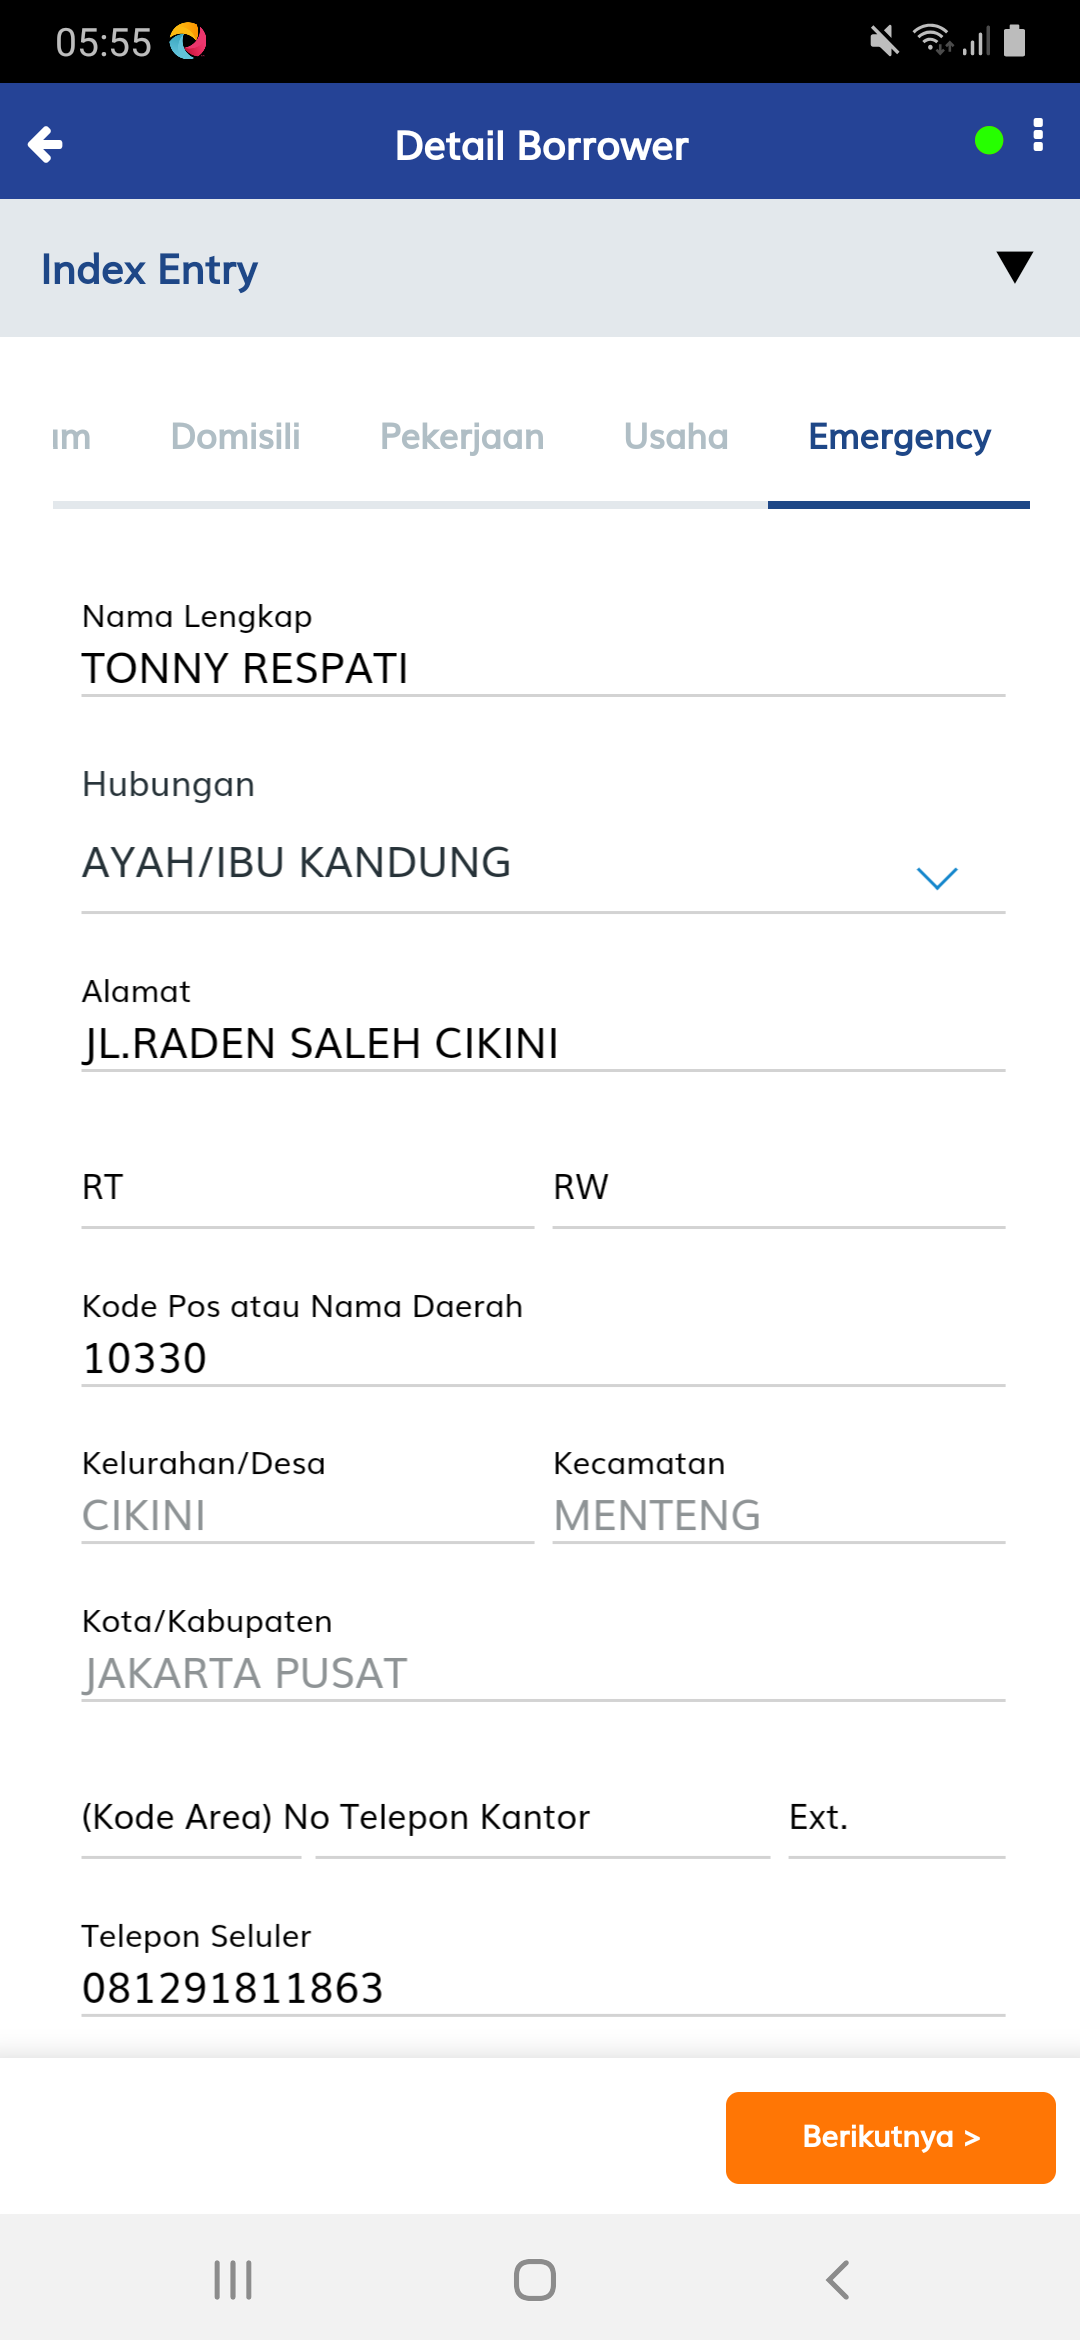 05:55
Detail Borrower
Index Entry
Domisili Pekerjaan Usaha Emergency
Nama Lengkap
TONNY RESPATI
Hubungan
AYAH/IBU KANDUNG
Alamat
JL.RADEN SALEH CIKINI
RT RW
Kode Pos atau Nama Daerah
10330
Kelurahan/Desa Kecamatan
CIKINI MENTENG
Kota/Kabupaten
JAKARTA PUSAT
(Kode Area) No Telepon Kantor Ext.
Telepon Seluler
081291811863
Berikutnya >